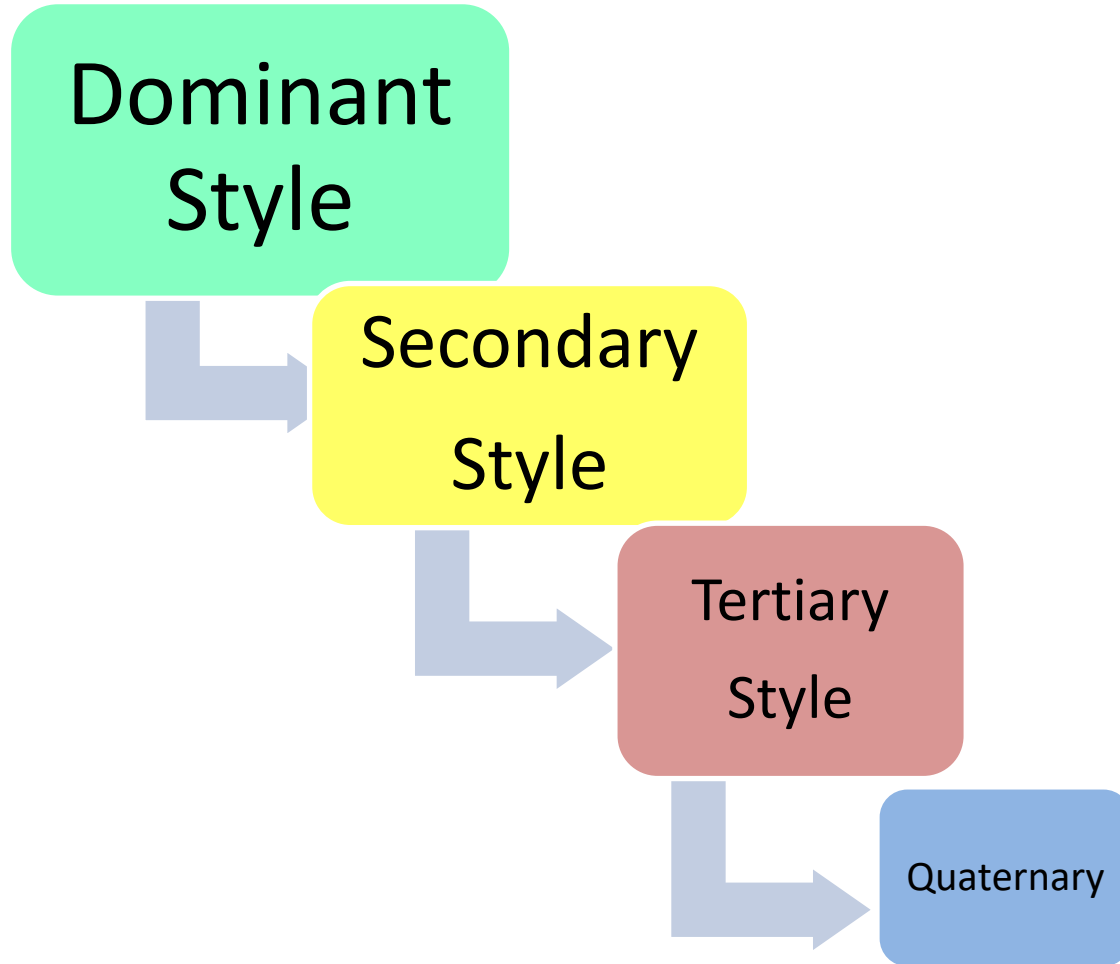 Dominant
Style
Secondary
Style
Tertiary
Style
Quaternary